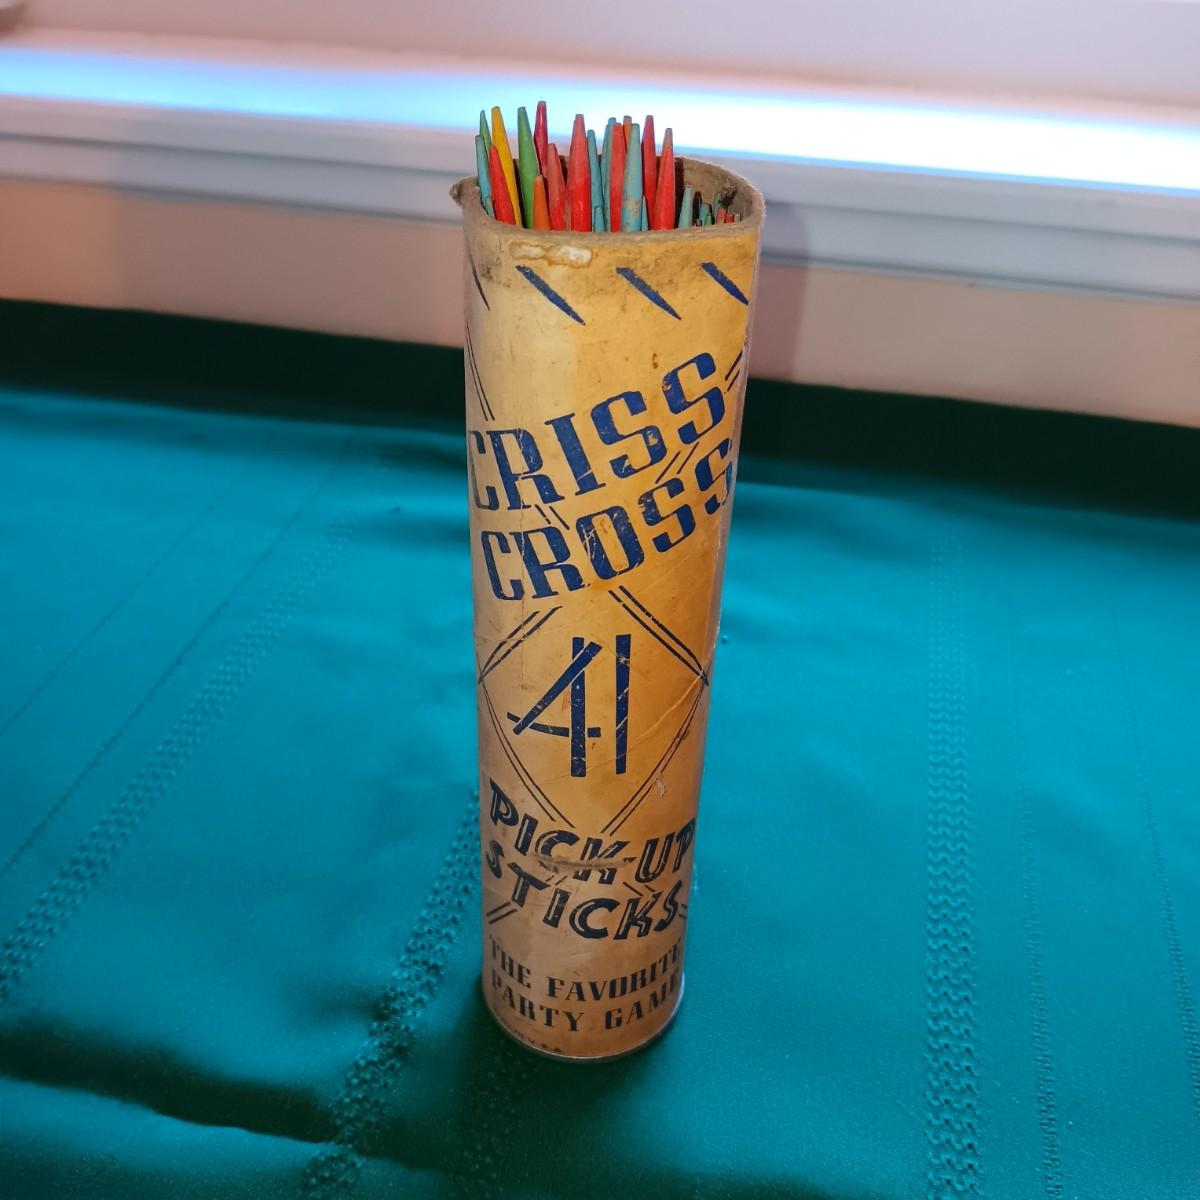 CRISS
CROSS
41
PICK-UP
STICKS
THE FAVORITE
PARTY GAME